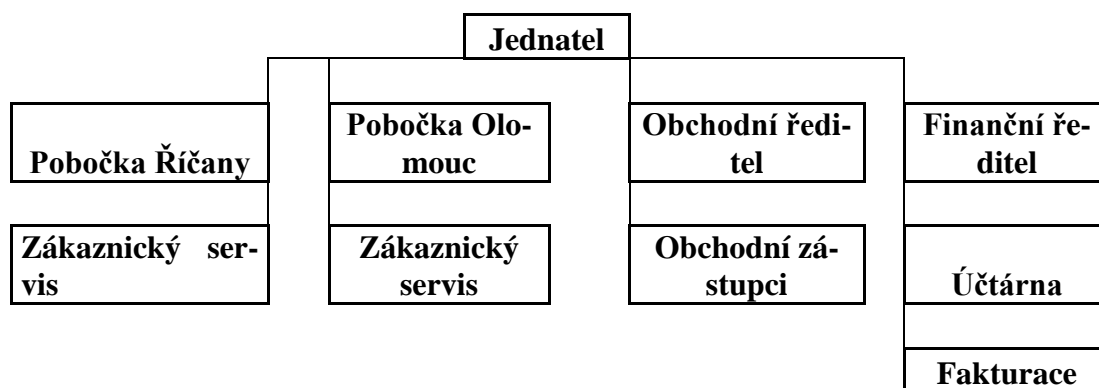 Jednatel
Pobočka Říčany
Pobočka Olo-
mouc
Obchodní ředi-
tel
Finanční ře-
ditel
Zákaznický ser-
vis
Zákaznický
servis
Obchodní zá-
stupci
Účtárna
Fakturace